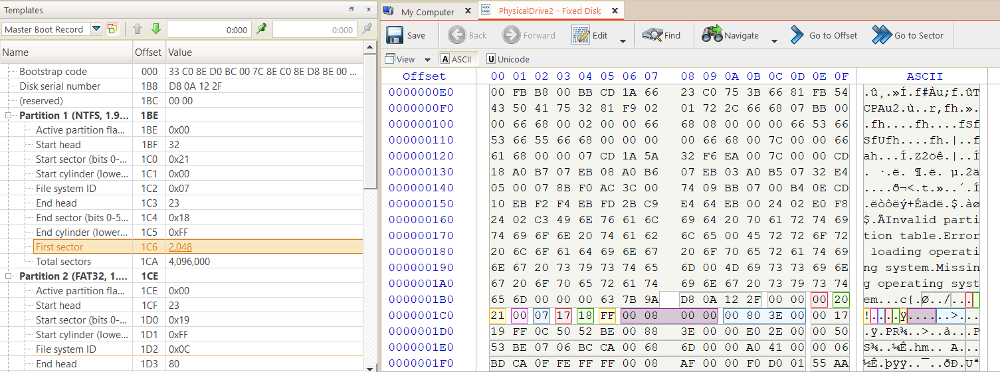 Templates
Master Boot Record 0:000 0:000
Name Offset Value
Bootstrap code 000 33 C0 8E D0 BC 00 7C 8E C0 8E D8 BE 00 ...
Disk serial number 1B8 D8 0A 12 2F
(reserved) 1BC 00 00
Partition 1 (NTFS, 1.9... 1BE
Active partition fla... 1BE 0x00
Start head 1BF 32
Start sector (bits 0-... 1C0 0x21
Start cylinder (lowe... 1C1 0x00
File system ID 1C2 0x07
End head 1C3 23
End sector (bits 0-5... 1C4 0x18
End cylinder (lower... 1C5 0xFF
First sector 1C6 2,048
Total sectors 1CA 4,096,000
Partition 2 (FAT32, 1.... 1CE
Active partition fla... 1CE 0x00
Start head 1CF 23
Start sector (bits 0-... 1D0 0x19
Start cylinder (lowe... 1D1 0xFF
File system ID 1D2 0x0C
End head 1D3 80
My Computer PhysicalDrive2 - Fixed Disk
Save Back Forward Edit Find Navigate Go to Offset Go to Sector
View A ASCII U Unicode
Offset 00 01 02 03 04 05 06 07 08 09 0A 0B 0C 0D 0E 0F ASCII
0000000E0 00 FB B8 00 BB CD 1A 66 23 C0 75 3B 66 81 FB 54 .û¸.»Í.f#Àu;f.ûT
0000000F0 43 50 41 75 32 81 F9 02 01 72 2C 66 68 07 BB 00 CPAu2.ù..r,fh.».
000000100 00 66 68 00 02 00 00 66 68 08 00 00 00 66 53 66 .fh....fh....fSf
000000110 53 66 55 66 68 00 00 00 00 66 68 00 7C 00 00 66 SfUfh....fh.|..f
000000120 61 68 00 00 07 CD 1A 5A 32 F6 EA 00 7C 00 00 CD ah...Í.Z2öê.|..Í
000000130 18 A0 B7 07 EB 08 A0 B6 07 EB 03 A0 B5 07 32 E4 . ·.ë. ¶.ë. µ.2ä
000000140 05 00 07 8B F0 AC 3C 00 74 09 BB 07 00 B4 0E CD ....ð¬<.t.»..´.Í
000000150 10 EB F2 F4 EB FD 2B C9 E4 64 EB 00 24 02 E0 F8 .ëòôëý+Éädë.$.àø
000000160 24 02 C3 49 6E 76 61 6C 69 64 20 70 61 72 74 69 $.ÃInvalid parti
000000170 74 69 6F 6E 20 74 61 62 6C 65 00 45 72 72 6F 72 tion table.Error
000000180 20 6C 6F 61 64 69 6E 67 20 6F 70 65 72 61 74 69 loading operati
000000190 6E 67 20 73 79 73 74 65 6D 00 4D 69 73 73 69 6E ng system.Missin
0000001A0 67 20 6F 70 65 72 61 74 69 6E 67 20 73 79 73 74 g operating syst
0000001B0 65 6D 00 00 00 63 7B 9A D8 0A 12 2F 00 00 00 20 em...c{.Ø../...
0000001C0 21 00 07 17 18 FF 00 08 00 00 00 80 3E 00 00 17 !....ÿ......>...
0000001D0 19 FF 0C 50 52 BE 00 88 3E 00 00 E0 2E 00 00 50 .ÿ.PR¾..>..à...P
0000001E0 53 BE 07 06 BC CA 00 68 6D 00 00 A0 41 00 00 06 S¾..¼Ê.hm.. A...
0000001F0 BD CA 0F FE FF FF 00 08 AF 00 00 F0 D0 01 55 AA ½Ê.þÿÿ..¯..ðÐ.Uª